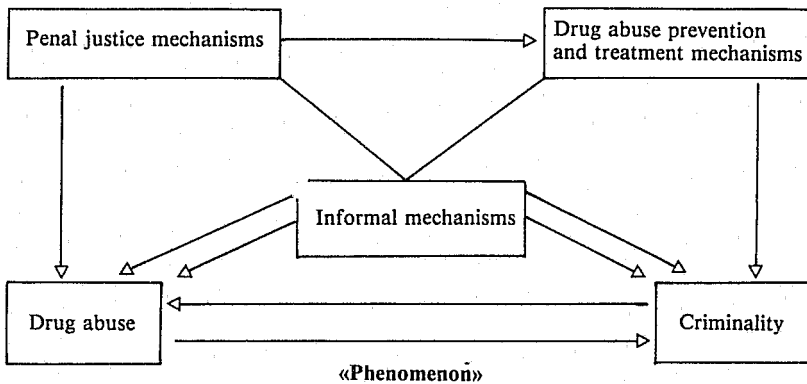 Penal justice mechanisms
Drug abuse prevention
and treatment mechanisms
Informal mechanisms
Drug abuse
Criminality
«Phenomenon»